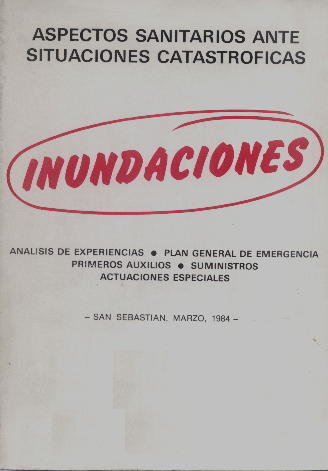 ASPECTOS SANITARIOS ANTE
SITUACIONES CATASTROFICAS
INUNDACIONES
ANALISIS DE EXPERIENCIAS ● PLAN GENERAL DE EMERGENCIA
PRIMEROS AUXILIOS ● SUMINISTROS
ACTUACIONES ESPECIALES
– SAN SEBASTIAN, MARZO, 1984 –